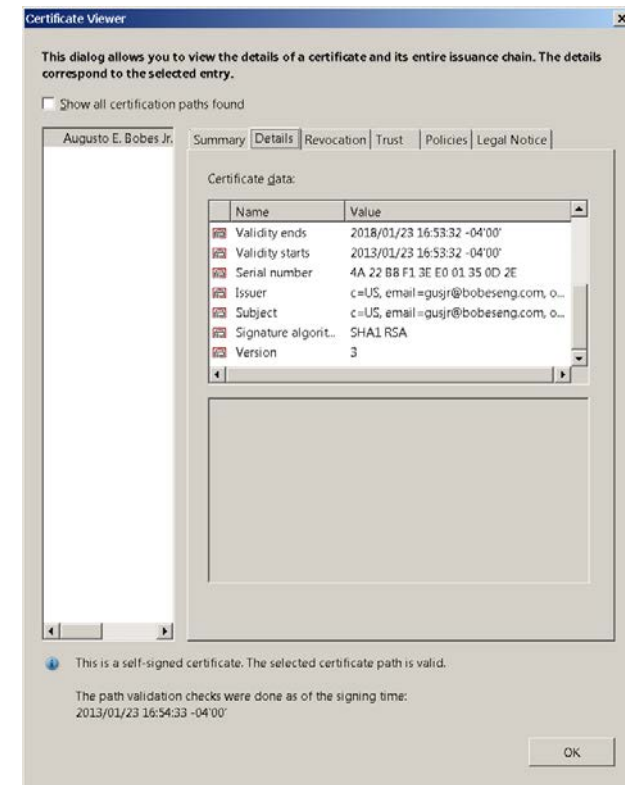 Certificate Viewer
x
This dialog allows you to view the details of a certificate and its entire issuance chain. The details
correspond to the selected entry.
Show all certification paths found
Augusto E. Bobes Jr.
Summary Details Revocation Trust Policies Legal Notice
Certificate data:
Name Value
Validity ends 2018/01/23 16:53:32 -04'00'
Validity starts 2013/01/23 16:53:32 -04'00'
Serial number 4A 22 B8 F1 3E E0 01 35 0D 2E
Issuer c=US, email=gusjr@bobeseng.com, o...
Subject c=US, email=gusjr@bobeseng.com, o...
Signature algorit... SHA1 RSA
Version 3
This is a self-signed certificate. The selected certificate path is valid.
The path validation checks were done as of the signing time:
2013/01/23 16:54:33 -04'00'
OK